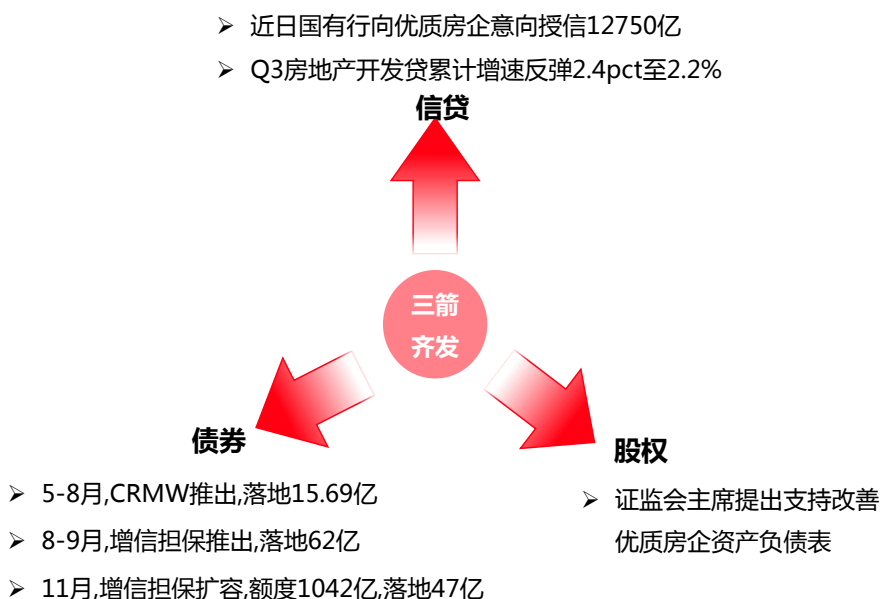 ➢ 近日国有行向优质房企意向授信12750亿
➢ Q3房地产开发贷累计增速反弹2.4pct至2.2%
信贷
三箭
齐发
债券
➢ 5-8月,CRMW推出,落地15.69亿
➢ 8-9月,增信担保推出,落地62亿
➢ 11月,增信担保扩容,额度1042亿,落地47亿
股权
➢ 证监会主席提出支持改善
优质房企资产负债表